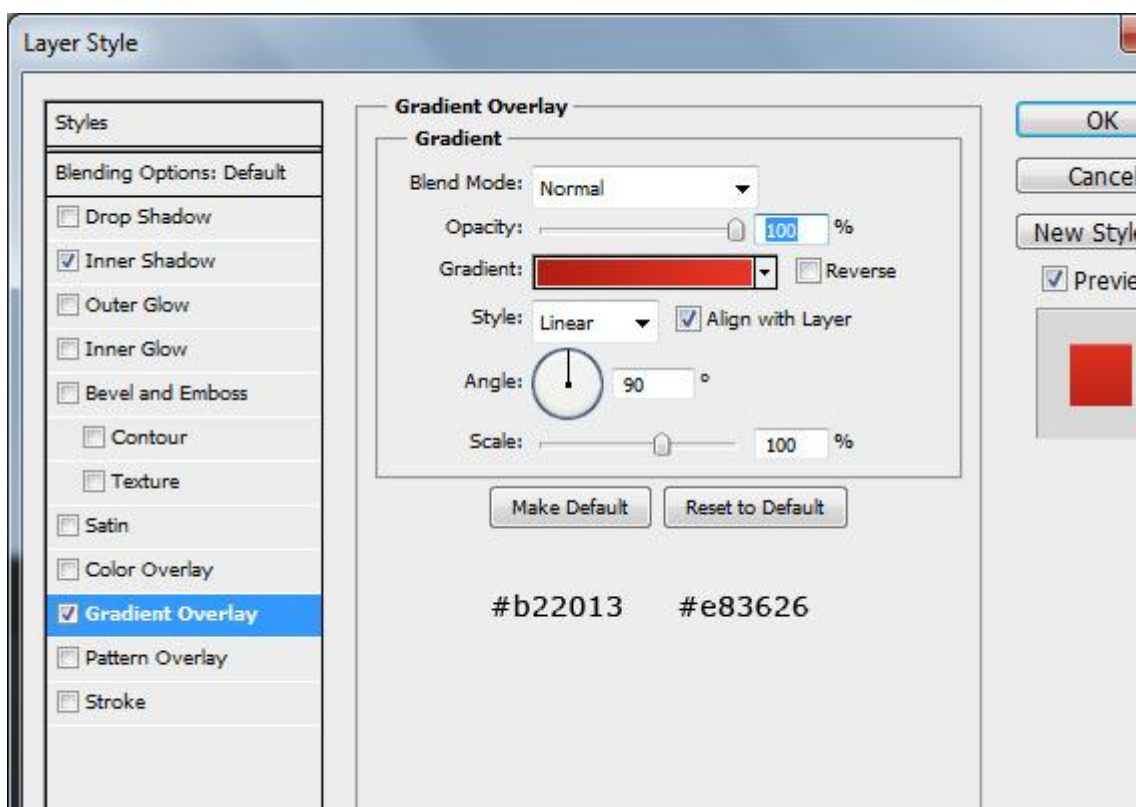 Layer Style
Styles
Blending Options: Default
Drop Shadow
Inner Shadow
Outer Glow
Inner Glow
Bevel and Emboss
Contour
Texture
Satin
Color Overlay
Gradient Overlay
Pattern Overlay
Stroke
Gradient Overlay
Gradient
Blend Mode: Normal
Opacity: 100 %
Gradient: Reverse
Style: Linear Align with Layer
Angle: 90 °
Scale: 100 %
Make Default Reset to Default
#b22013 #e83626
OK
Cancel
New Style
Previe